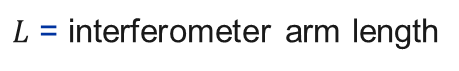 L = interferometer arm length